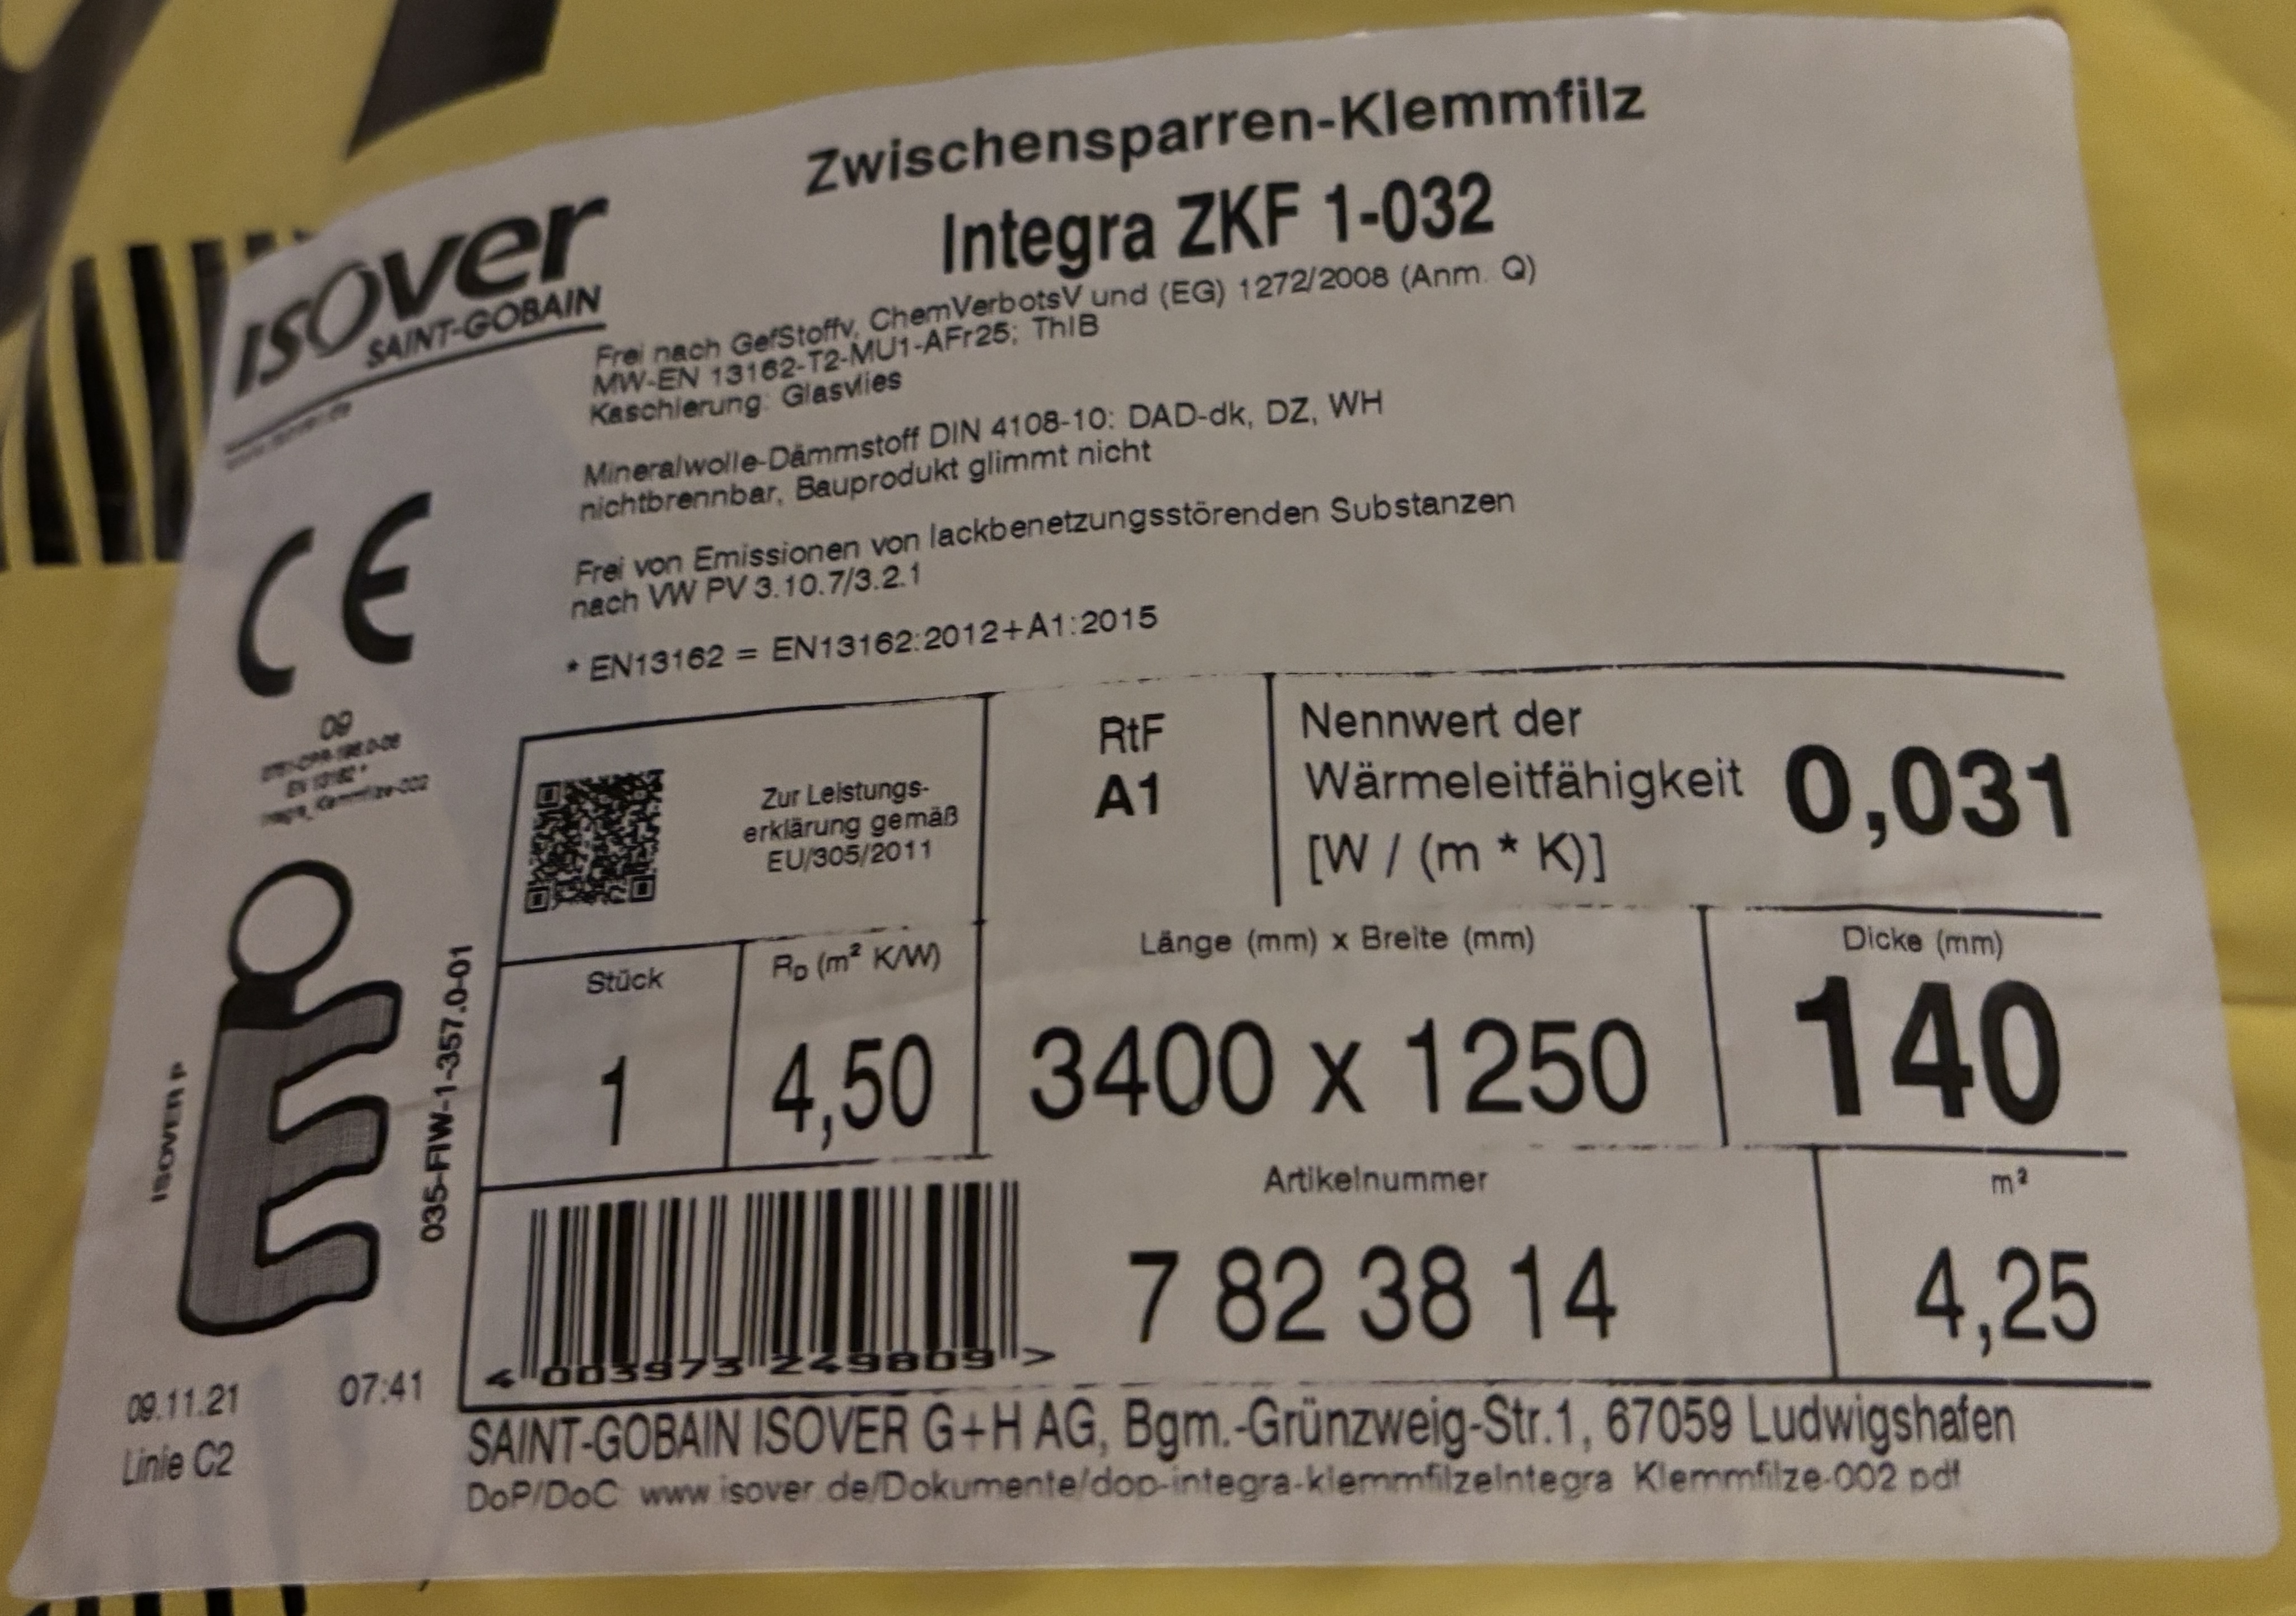 Zwischensparren-Klemmfilz
Integra ZKF 1-032
ISOVER
SAINT-GOBAIN
Frei nach GefStoffv, ChemVerbotsV und (EG) 1272/2008 (Anm. Q)
MW-EN 13162-T2-MU1-AFr25; ThIB
Kaschierung: Glasvlies
Mineralwolle-Dämmstoff DIN 4108-10: DAD-dk, DZ, WH
nichtbrennbar, Bauprodukt glimmt nicht
Frei von Emissionen von lackbenetzungsstörenden Substanzen
nach VW PV 3.10.7/3.2.1
* EN13162 = EN13162:2012+A1:2015
CE
09
EN 13162 *
Zur Leistungs-
erklärung gemäß
EU/305/2011
RtF
A1
Nennwert der
Wärmeleitfähigkeit
[W / (m * K)]
0,031
Stück
1
RD (m² K/W)
4,50
Länge (mm) x Breite (mm)
3400 x 1250
Dicke (mm)
140
ISOVER P
035-FIW-1-357.0-01
Artikelnummer
7 82 38 14
m²
4,25
4 003973 249809 >
09.11.21 07:41
Linie C2
SAINT-GOBAIN ISOVER G+H AG, Bgm.-Grünzweig-Str.1, 67059 Ludwigshafen
DoP/DoC: www.isover.de/Dokumente/dop-integra-klemmfilzeIntegra_Klemmfilze-002.pdf